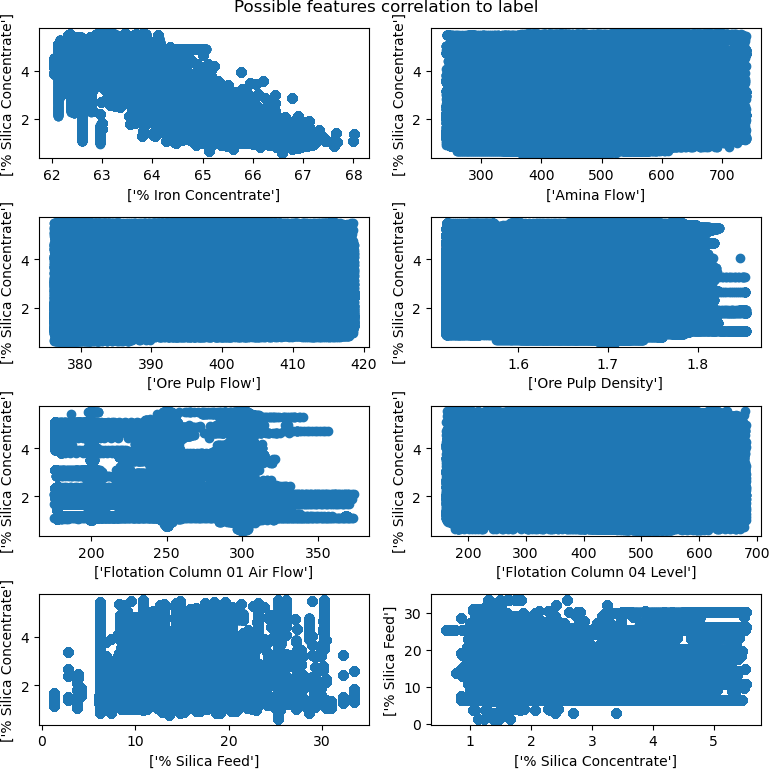 Possible features correlation to label
['% Silica Concentrate']
4
2
62 63 64 65 66 67 68
['% Iron Concentrate']
['% Silica Concentrate']
4
2
300 400 500 600 700
['Amina Flow']
['% Silica Concentrate']
4
2
380 390 400 410 420
['Ore Pulp Flow']
['% Silica Concentrate']
4
2
1.6 1.7 1.8
['Ore Pulp Density']
['% Silica Concentrate']
4
2
200 250 300 350
['Flotation Column 01 Air Flow']
['% Silica Concentrate']
4
2
200 300 400 500 600 700
['Flotation Column 04 Level']
['% Silica Concentrate']
4
2
0 10 20 30
['% Silica Feed']
['% Silica Feed']
30
20
10
0
1 2 3 4 5
['% Silica Concentrate']